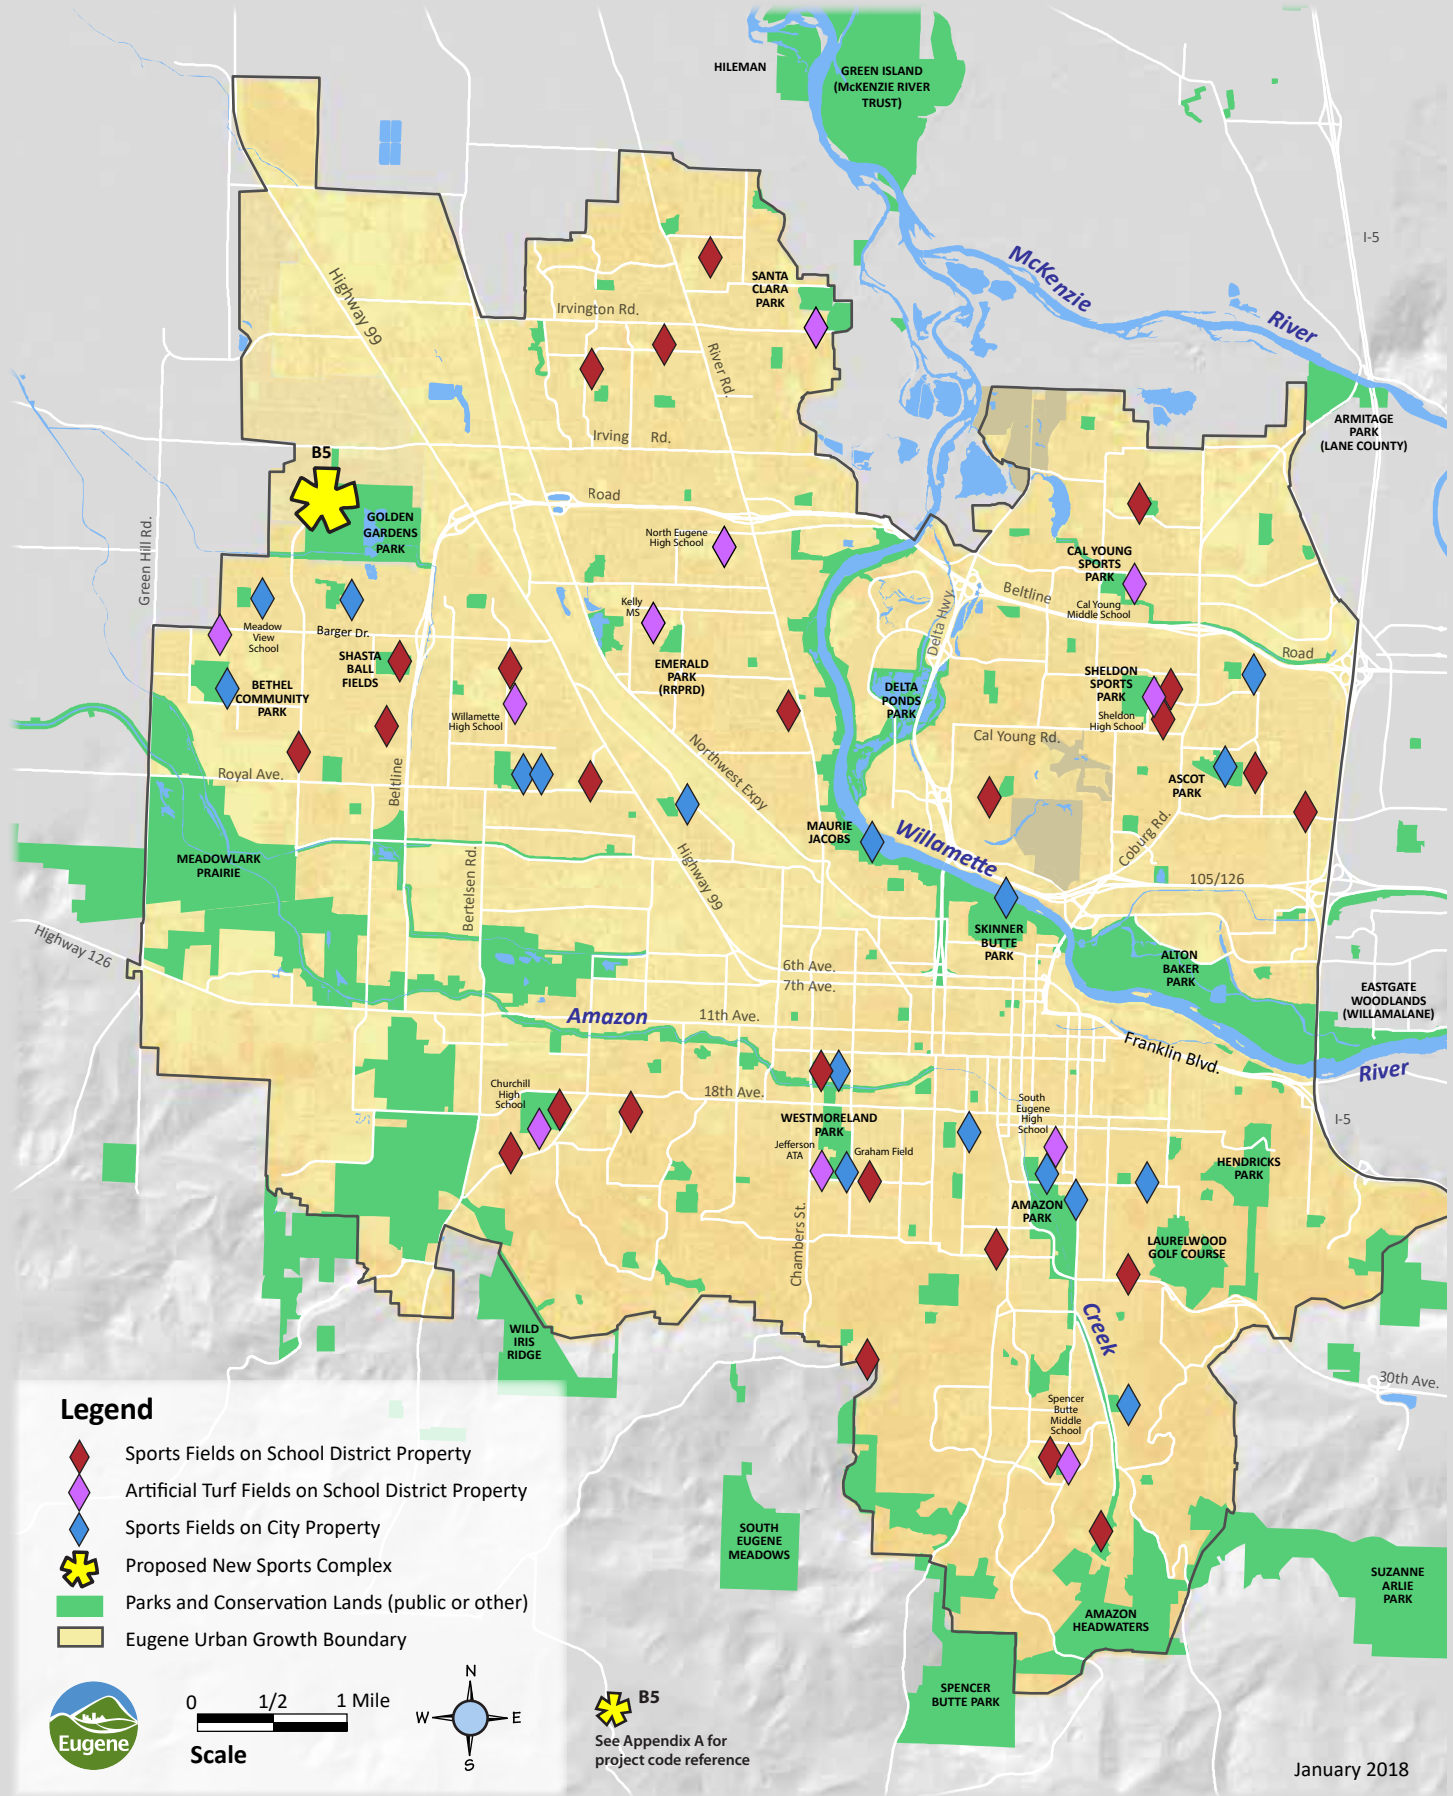 HILEMAN
GREEN ISLAND
(McKENZIE RIVER
TRUST)
I-5
McKenzie
River
SANTA
CLARA
PARK
Highway 99
Irvington Rd.
River Rd.
Irving Rd.
ARMITAGE
PARK
(LANE COUNTY)
B5
Road
GOLDEN
GARDENS
PARK
Green Hill Rd.
North Eugene
High School
CAL YOUNG
SPORTS
PARK
Beltline
Cal Young
Middle School
Delta Hwy
Kelly
MS
Meadow
View
School
Barger Dr.
SHASTA
BALL
FIELDS
EMERALD
PARK
(RRPRD)
Road
BETHEL
COMMUNITY
PARK
DELTA
PONDS
PARK
SHELDON
SPORTS
PARK
Sheldon
High School
Willamette
High School
Cal Young Rd.
Northwest Expy
Royal Ave.
Beltline
ASCOT
PARK
MAURIE
JACOBS
Willamette
Coburg Rd.
MEADOWLARK
PRAIRIE
Bertelsen Rd.
Highway 99
105/126
Highway 126
SKINNER
BUTTE
PARK
6th Ave.
7th Ave.
ALTON
BAKER
PARK
EASTGATE
WOODLANDS
(WILLAMALANE)
Amazon
11th Ave.
Franklin Blvd.
River
Churchill
High
School
18th Ave.
South
Eugene
High
School
I-5
WESTMORELAND
PARK
Jefferson
ATA
Graham Field
HENDRICKS
PARK
AMAZON
PARK
Chambers St.
LAURELWOOD
GOLF COURSE
Creek
WILD
IRIS
RIDGE
30th Ave.
Spencer
Butte
Middle
School
SOUTH
EUGENE
MEADOWS
SUZANNE
ARLIE
PARK
AMAZON
HEADWATERS
SPENCER
BUTTE PARK
Legend
Sports Fields on School District Property
Artificial Turf Fields on School District Property
Sports Fields on City Property
Proposed New Sports Complex
Parks and Conservation Lands (public or other)
Eugene Urban Growth Boundary
Eugene
0 1/2 1 Mile
Scale
N
W E
S
B5
See Appendix A for
project code reference
January 2018